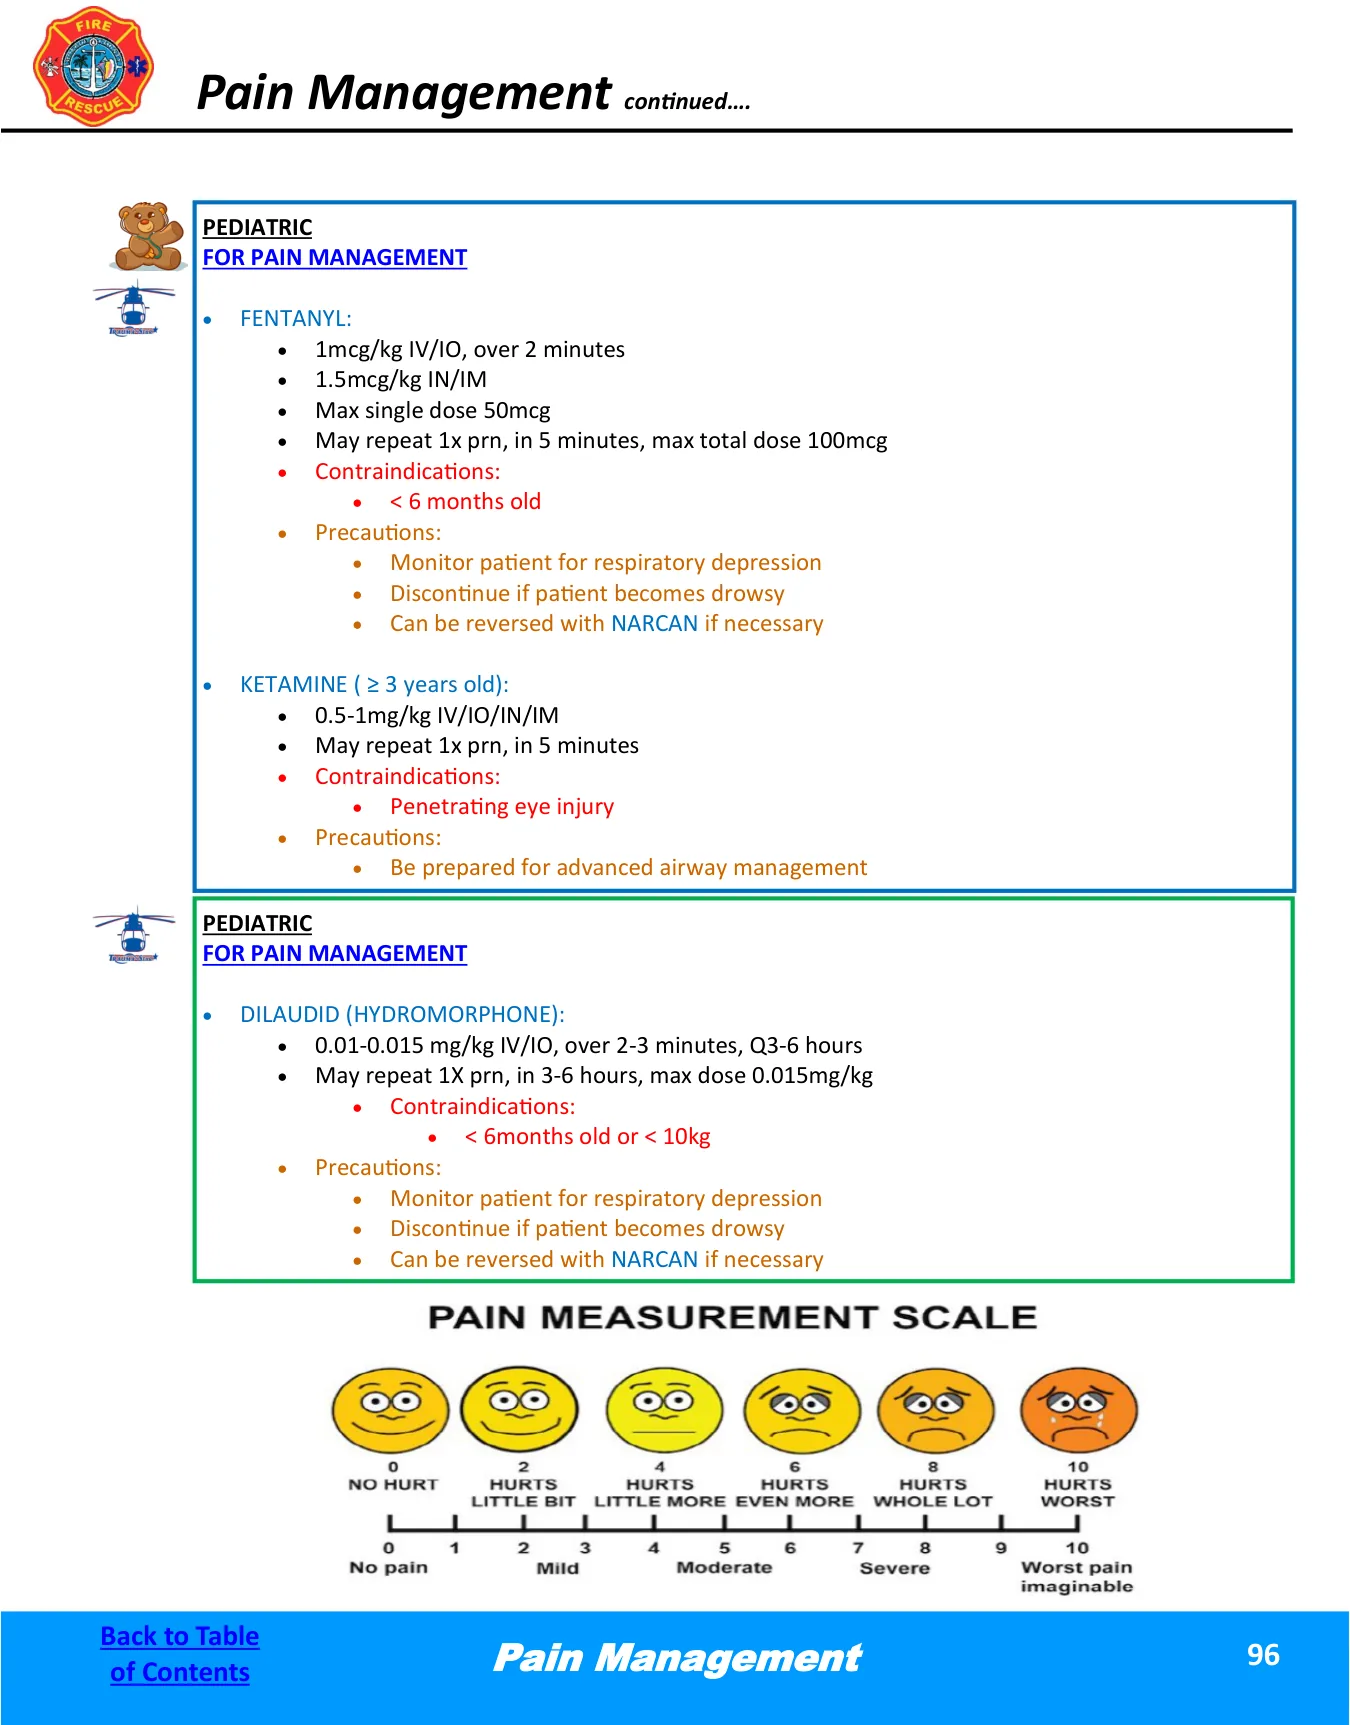 FIRE
RESCUE
Pain Management continued....
PEDIATRIC
FOR PAIN MANAGEMENT
• FENTANYL:
• 1mcg/kg IV/IO, over 2 minutes
• 1.5mcg/kg IN/IM
• Max single dose 50mcg
• May repeat 1x prn, in 5 minutes, max total dose 100mcg
• Contraindications:
• < 6 months old
• Precautions:
• Monitor patient for respiratory depression
• Discontinue if patient becomes drowsy
• Can be reversed with NARCAN if necessary
• KETAMINE ( ≥ 3 years old):
• 0.5-1mg/kg IV/IO/IN/IM
• May repeat 1x prn, in 5 minutes
• Contraindications:
• Penetrating eye injury
• Precautions:
• Be prepared for advanced airway management
PEDIATRIC
FOR PAIN MANAGEMENT
• DILAUDID (HYDROMORPHONE):
• 0.01-0.015 mg/kg IV/IO, over 2-3 minutes, Q3-6 hours
• May repeat 1X prn, in 3-6 hours, max dose 0.015mg/kg
• Contraindications:
• < 6months old or < 10kg
• Precautions:
• Monitor patient for respiratory depression
• Discontinue if patient becomes drowsy
• Can be reversed with NARCAN if necessary
PAIN MEASUREMENT SCALE
0 2 4 6 8 10
NO HURT HURTS HURTS HURTS HURTS HURTS
LITTLE BIT LITTLE MORE EVEN MORE WHOLE LOT WORST
0 1 2 3 4 5 6 7 8 9 10
No pain Mild Moderate Severe Worst pain
imaginable
Back to Table
of Contents
Pain Management
96